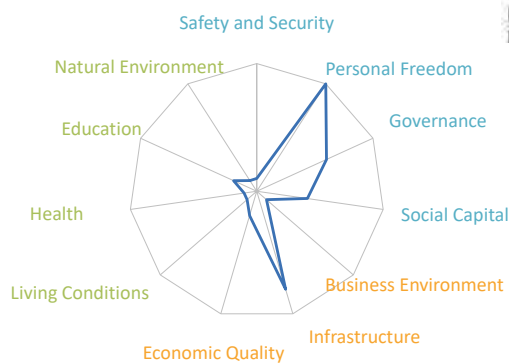 Safety and Security
Natural Environment
Personal Freedom
Education
Governance
Health
Social Capital
Living Conditions
Business Environment
Infrastructure
Economic Quality